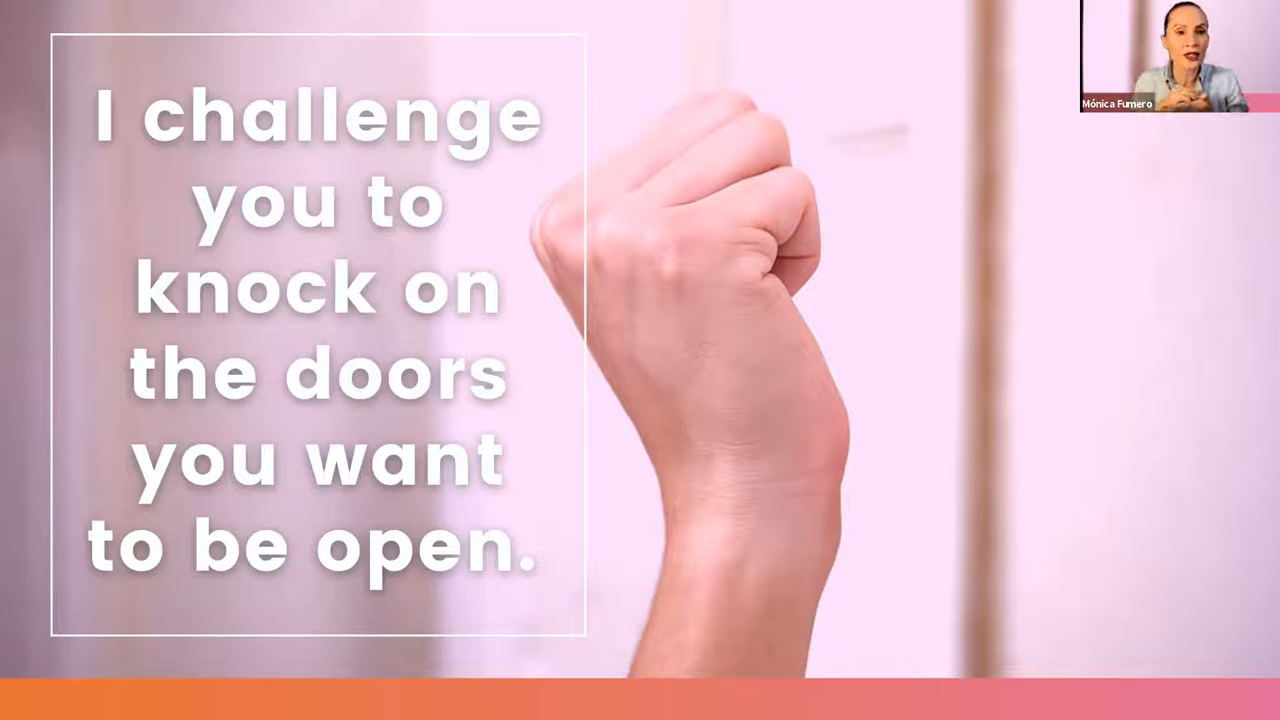 I challenge
you to
knock on
the doors
you want
to be open.
Mónica Fumero